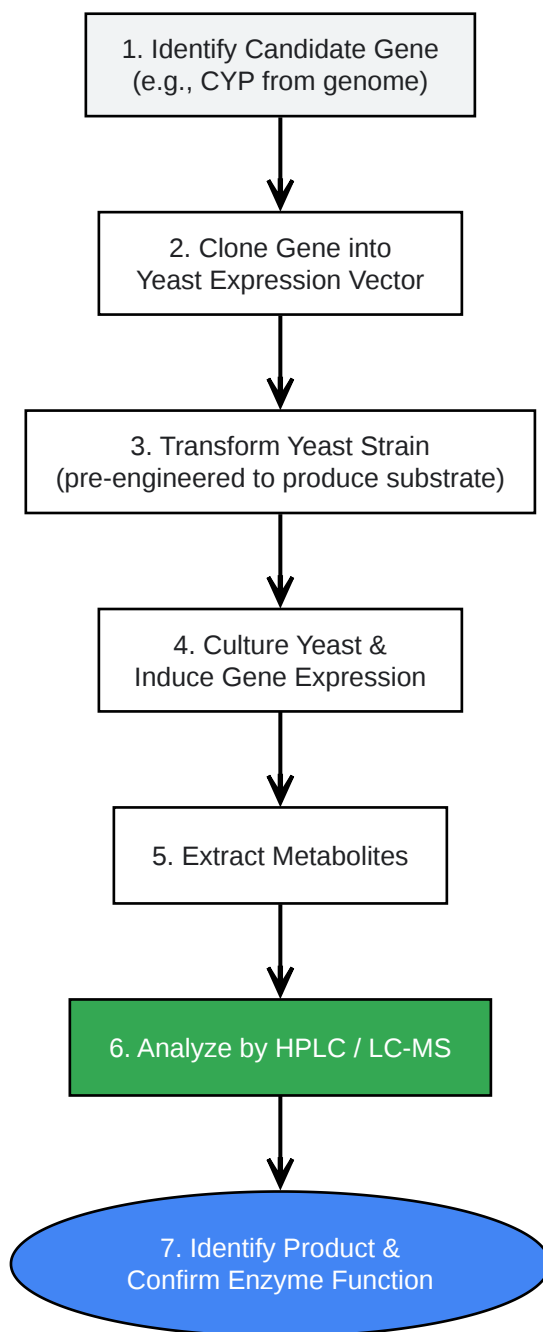 1. Identify Candidate Gene
(e.g., CYP from genome)
2. Clone Gene into
Yeast Expression Vector
3. Transform Yeast Strain
(pre-engineered to produce substrate)
4. Culture Yeast &
Induce Gene Expression
5. Extract Metabolites
6. Analyze by HPLC / LC-MS
7. Identify Product &
Confirm Enzyme Function